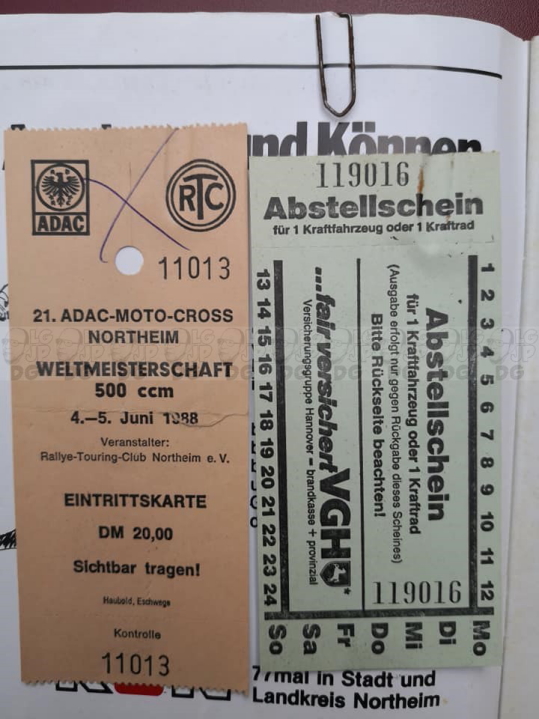 nd Können
ADAC
RTC
11013
21. ADAC-MOTO-CROSS
NORTHEIM
WELTMEISTERSCHAFT
500 ccm
4.–5. Juni 1988
Veranstalter:
Rallye-Touring-Club Northeim e. V.
EINTRITTSKARTE
DM 20,00
Sichtbar tragen!
Haubold, Eschwege
Kontrolle
11013
119016
Abstellschein
für 1 Kraftfahrzeug oder 1 Kraftrad
1 2 3 4 5 6 7 8 9 10 11 12
Abstellschein
für 1 Kraftfahrzeug oder 1 Kraftrad
(Ausgabe erfolgt nur gegen Rückgabe dieses Scheines)
Bitte Rückseite beachten!
119016
...fair versichert VGH*
Versicherungsgruppe Hannover = brandkasse + provinzial
13 14 15 16 17 18 19 20 21 22 23 24
So Sa Fr Do Mi Di Mo
77mal in Stadt und
Landkreis Northeim